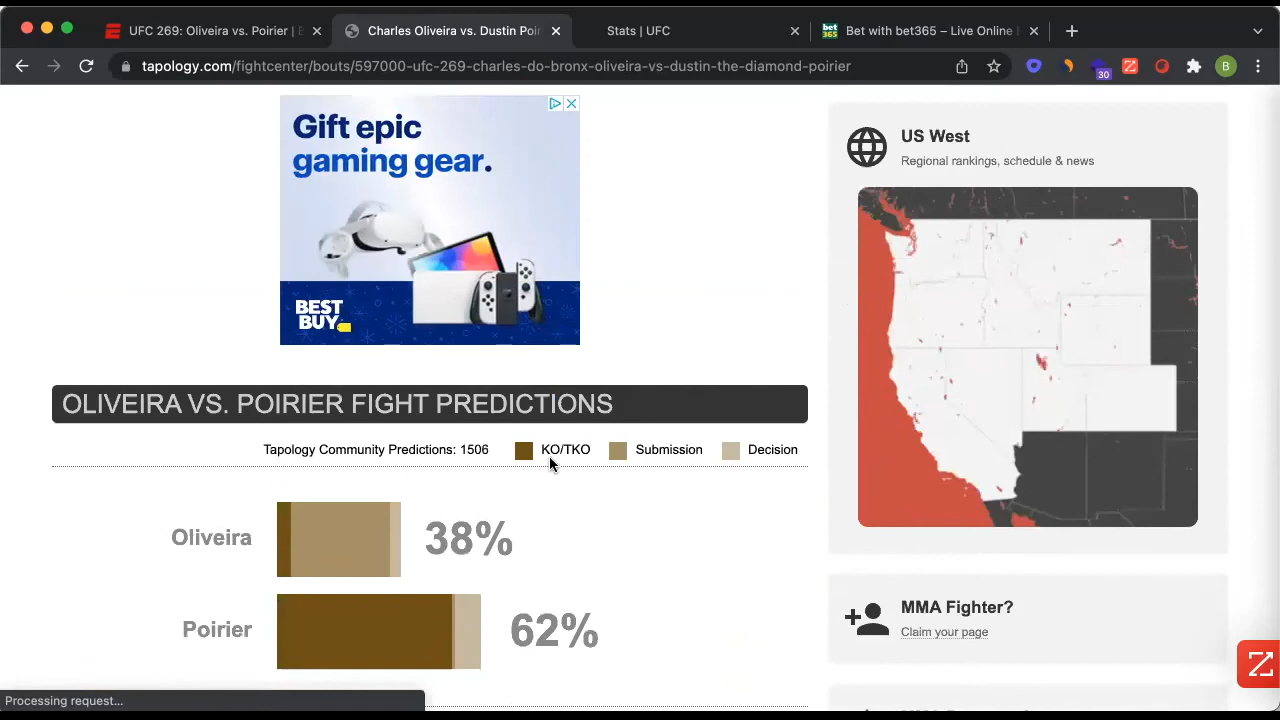 UFC 269: Oliveira vs. Poirier | E
Charles Oliveira vs. Dustin Poir
Stats | UFC
bet365
Bet with bet365 – Live Online
tapology.com/fightcenter/bouts/597000-ufc-269-charles-do-bronx-oliveira-vs-dustin-the-diamond-poirier
30
B
Gift epic
gaming gear.
BEST
BUY
US West
Regional rankings, schedule & news
OLIVEIRA VS. POIRIER FIGHT PREDICTIONS
Tapology Community Predictions: 1506 KO/TKO Submission Decision
Oliveira 38%
Poirier 62%
MMA Fighter?
Claim your page
Processing request...